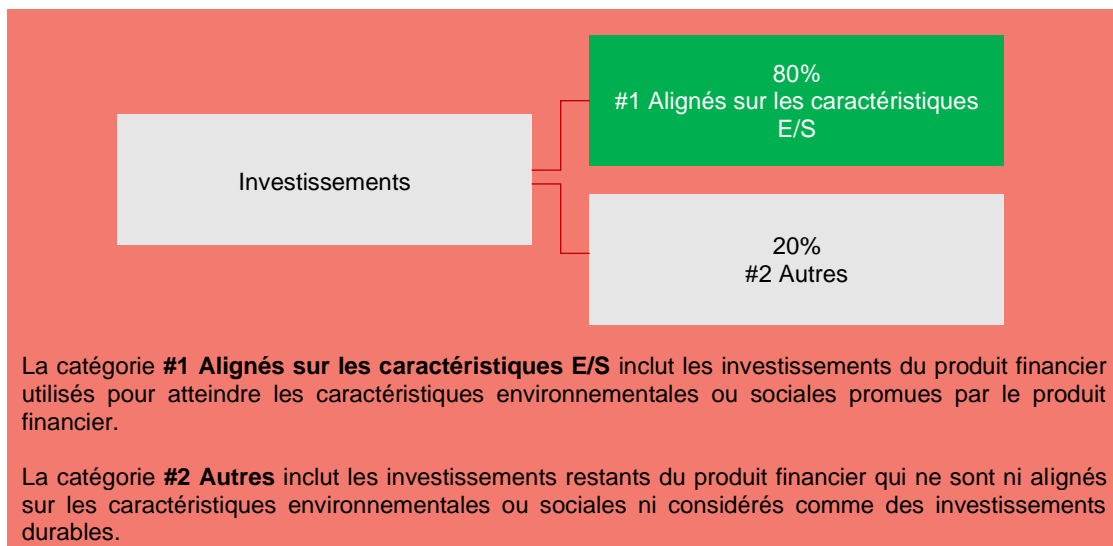 80%
#1 Alignés sur les caractéristiques
E/S
Investissements
20%
#2 Autres
La catégorie #1 Alignés sur les caractéristiques E/S inclut les investissements du produit financier
utilisés pour atteindre les caractéristiques environnementales ou sociales promues par le produit
financier.
La catégorie #2 Autres inclut les investissements restants du produit financier qui ne sont ni alignés
sur les caractéristiques environnementales ou sociales ni considérés comme des investissements
durables.